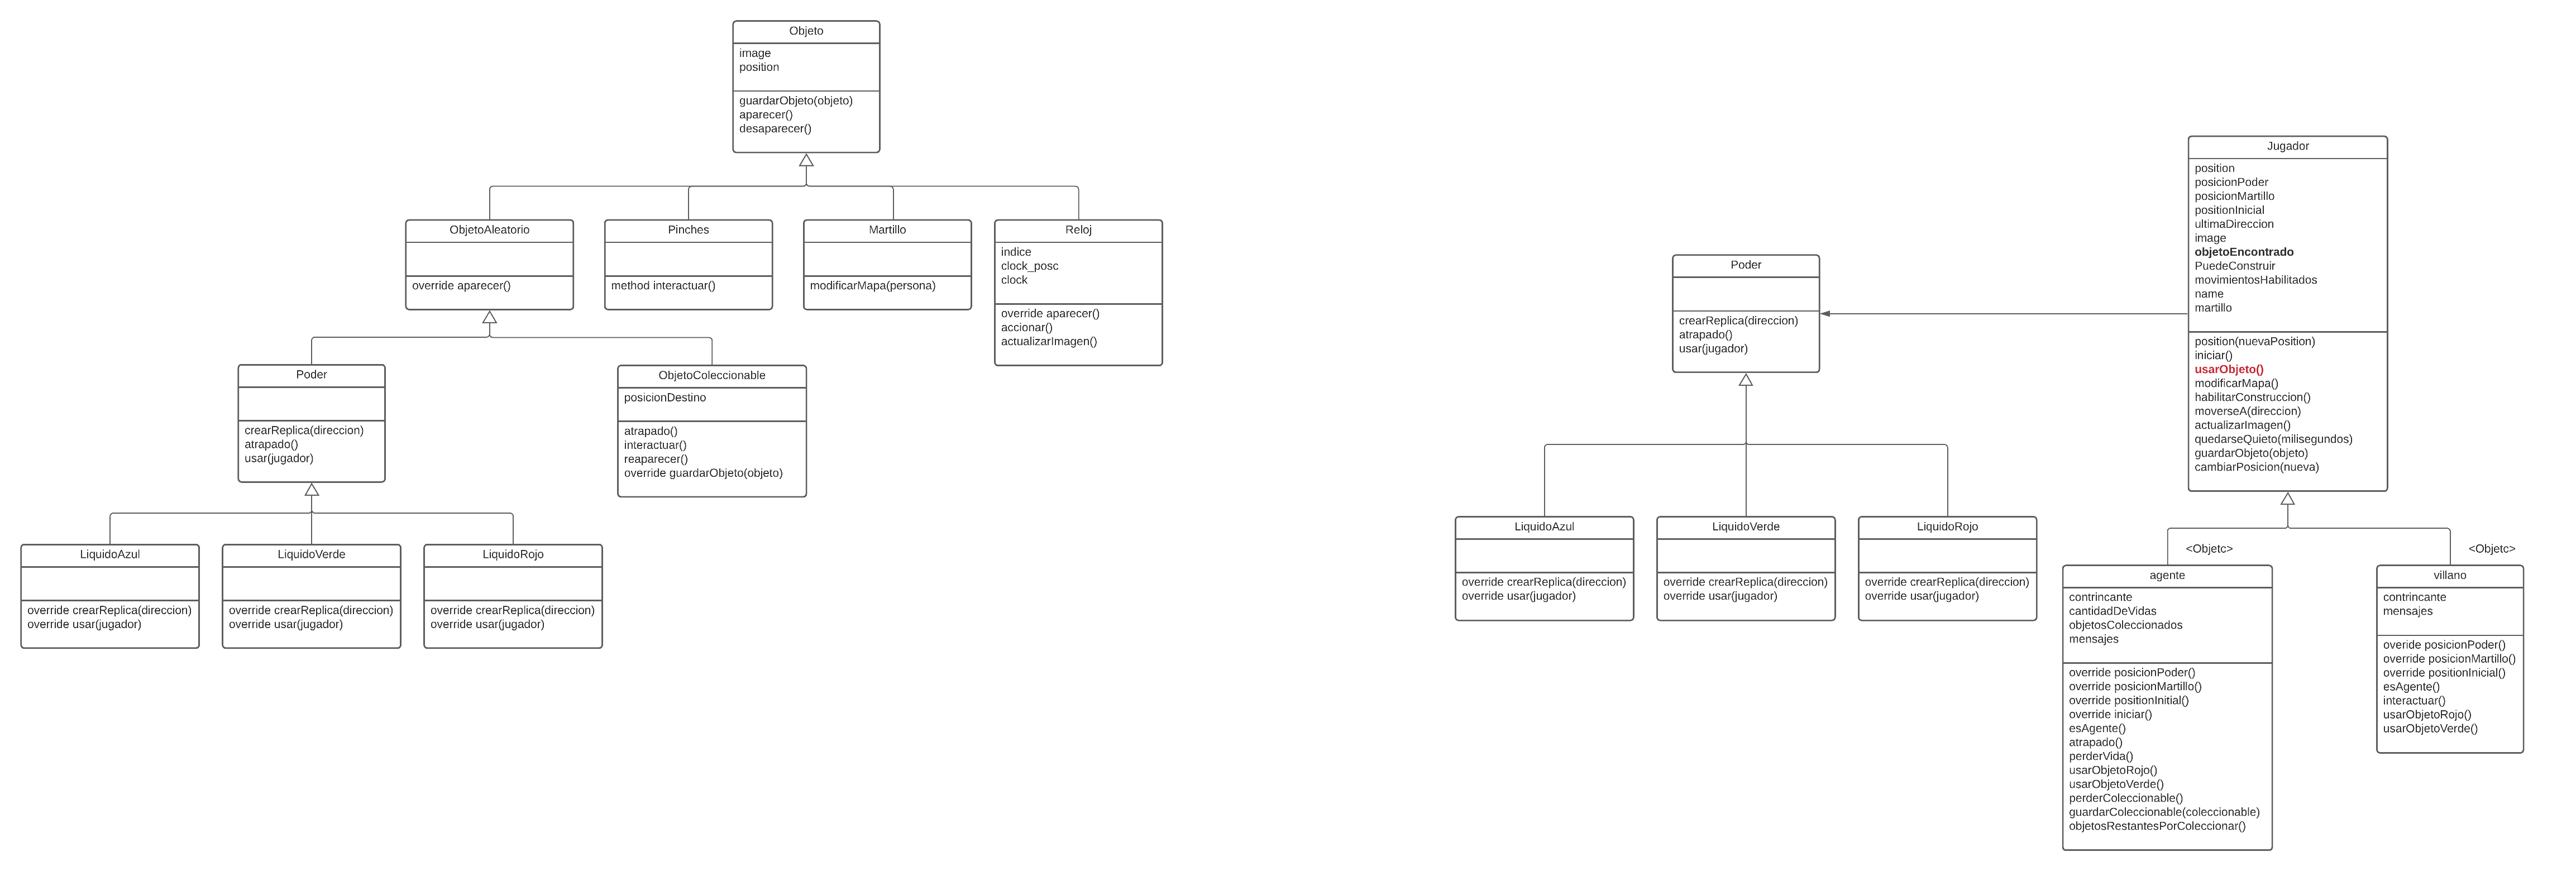 Objeto
image
position
guardarObjeto(objeto)
aparecer()
desaparecer()
ObjetoAleatorio
override aparecer()
Pinches
method interactuar()
Martillo
modificarMapa(persona)
Reloj
indice
clock_posc
clock
override aparecer()
accionar()
actualizarImagen()
Poder
crearReplica(direccion)
atrapado()
usar(jugador)
ObjetoColeccionable
posicionDestino
atrapado()
interactuar()
reaparecer()
override guardarObjeto(objeto)
LiquidoAzul
override crearReplica(direccion)
override usar(jugador)
LiquidoVerde
override crearReplica(direccion)
override usar(jugador)
LiquidoRojo
override crearReplica(direccion)
override usar(jugador)
Poder
crearReplica(direccion)
atrapado()
usar(jugador)
LiquidoAzul
override crearReplica(direccion)
override usar(jugador)
LiquidoVerde
override crearReplica(direccion)
override usar(jugador)
LiquidoRojo
override crearReplica(direccion)
override usar(jugador)
Jugador
position
posicionPoder
posicionMartillo
positionInicial
ultimaDireccion
image
objetoEncontrado
PuedeConstruir
movimientosHabilitados
name
martillo
position(nuevaPosition)
iniciar()
usarObjeto()
modificarMapa()
habilitarConstruccion()
moverseA(direccion)
actualizarImagen()
quedarseQuieto(milisegundos)
guardarObjeto(objeto)
cambiarPosicion(nueva)
<Objetc>
agente
contrincante
cantidadDeVidas
objetosColeccionados
mensajes
override posicionPoder()
override posicionMartillo()
override positionInitial()
override iniciar()
esAgente()
atrapado()
perderVida()
usarObjetoRojo()
usarObjetoVerde()
perderColeccionable()
guardarColeccionable(coleccionable)
objetosRestantesPorColeccionar()
<Objetc>
villano
contrincante
mensajes
overide posicionPoder()
override posicionMartillo()
override positionInicial()
esAgente()
interactuar()
usarObjetoRojo()
usarObjetoVerde()